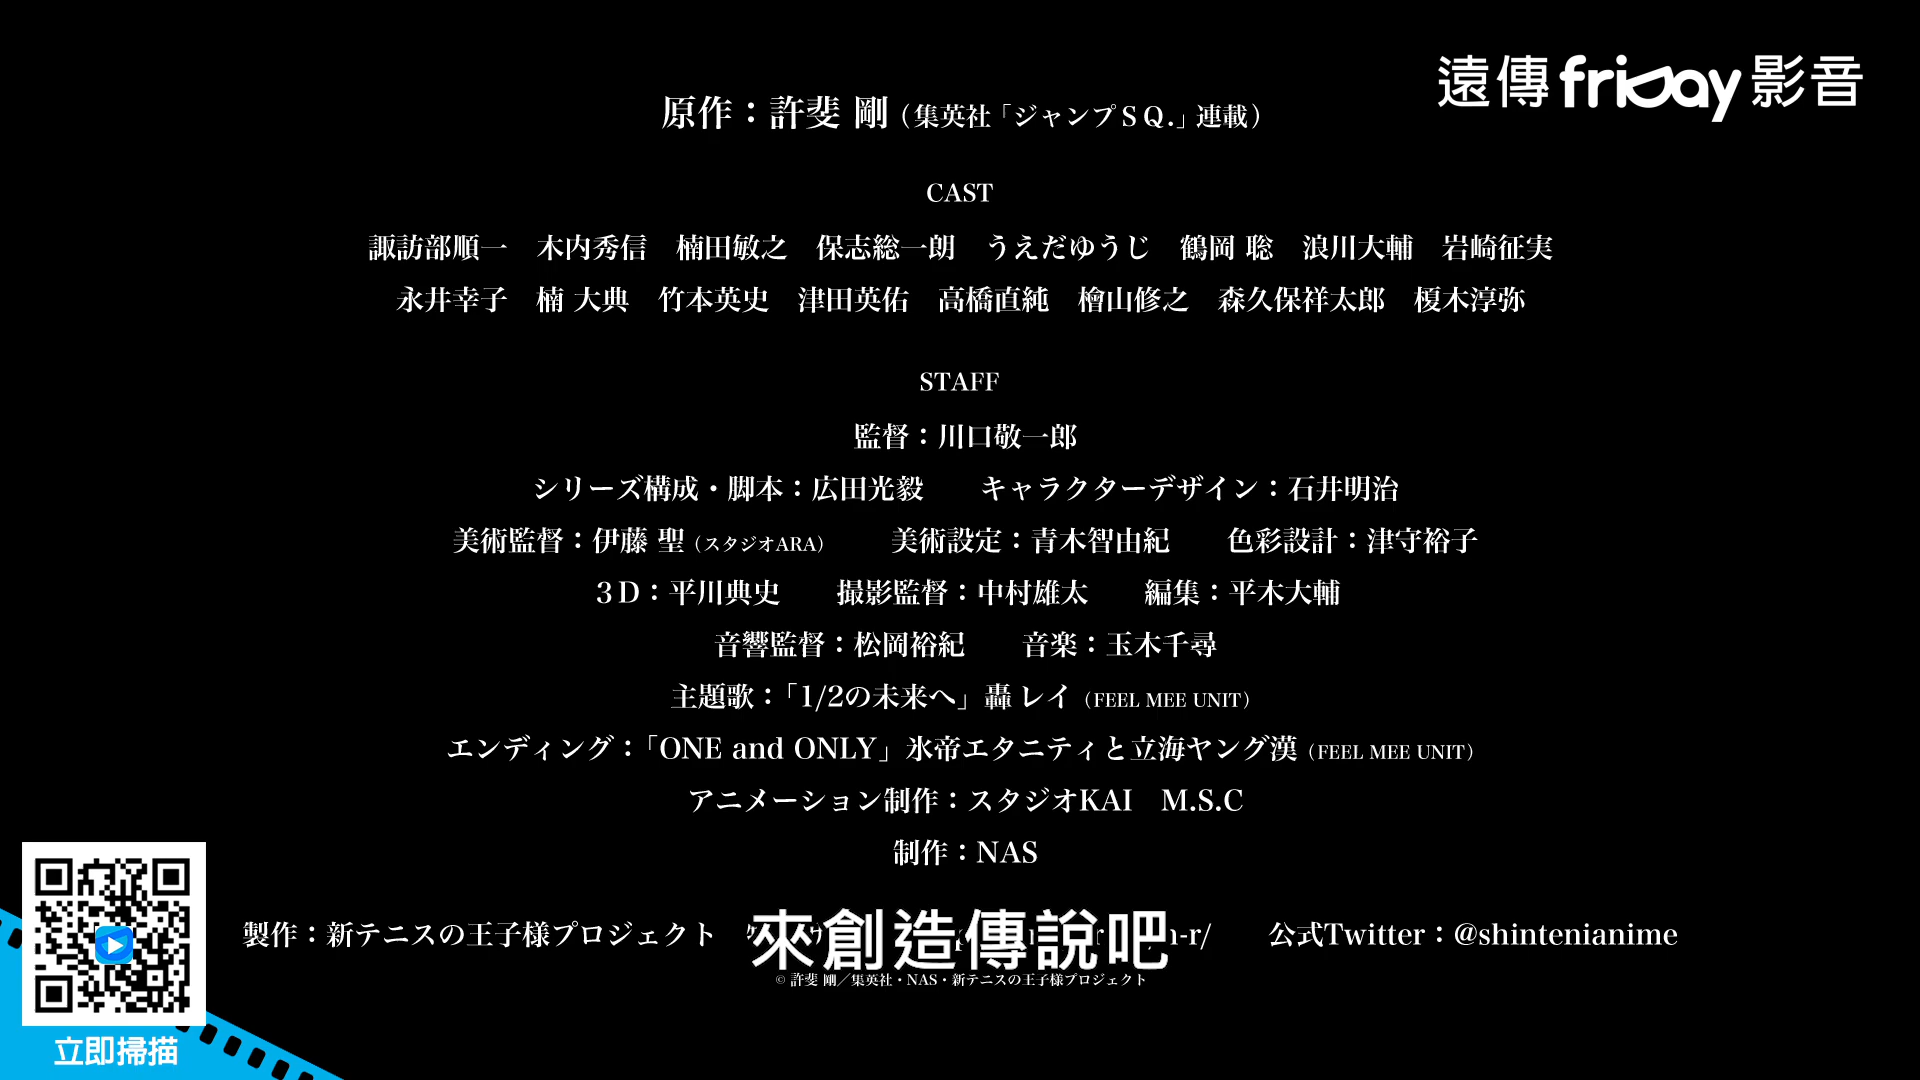 遠傳friDay影音
原作：許斐 剛（集英社「ジャンプＳＱ.」連載）
CAST
諏訪部順一　木内秀信　楠田敏之　保志総一朗　うえだゆうじ　鶴岡 聡　浪川大輔　岩崎征実
永井幸子　楠 大典　竹本英史　津田英佑　高橋直純　檜山修之　森久保祥太郎　榎木淳弥
STAFF
監督：川口敬一郎
シリーズ構成・脚本：広田光毅　　キャラクターデザイン：石井明治
美術監督：伊藤 聖（スタジオARA）　　美術設定：青木智由紀　　色彩設計：津守裕子
３Ｄ：平川典史　　撮影監督：中村雄太　　編集：平木大輔
音響監督：松岡裕紀　　音楽：玉木千尋
主題歌：「1/2の未来へ」轟 レイ（FEEL MEE UNIT）
エンディング：「ONE and ONLY」氷帝エタニティと立海ヤング漢（FEEL MEE UNIT）
アニメーション制作：スタジオKAI　M.S.C
制作：NAS
製作：新テニスの王子様プロジェクト　　公式Twitter：@shintenianime
來創造傳說吧
© 許斐 剛／集英社・NAS・新テニスの王子様プロジェクト
立即掃描